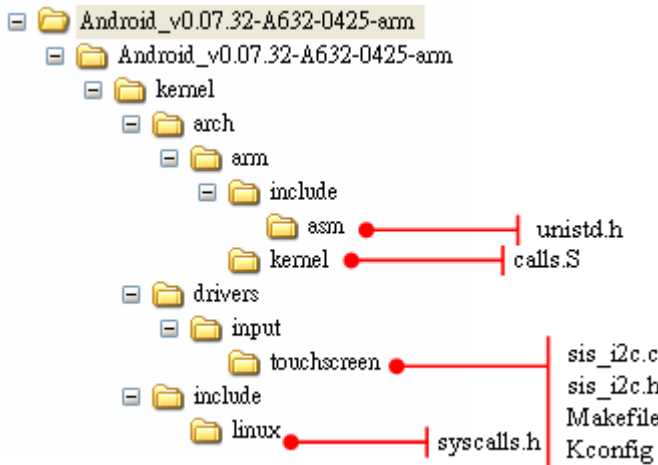 Android_v0.07.32-A632-0425-arm
Android_v0.07.32-A632-0425-arm
kernel
arch
arm
include
asm unistd.h
kernel calls.S
drivers
input
touchscreen
sis_i2c.c
sis_i2c.h
Makefile
Kconfig
include
linux syscalls.h